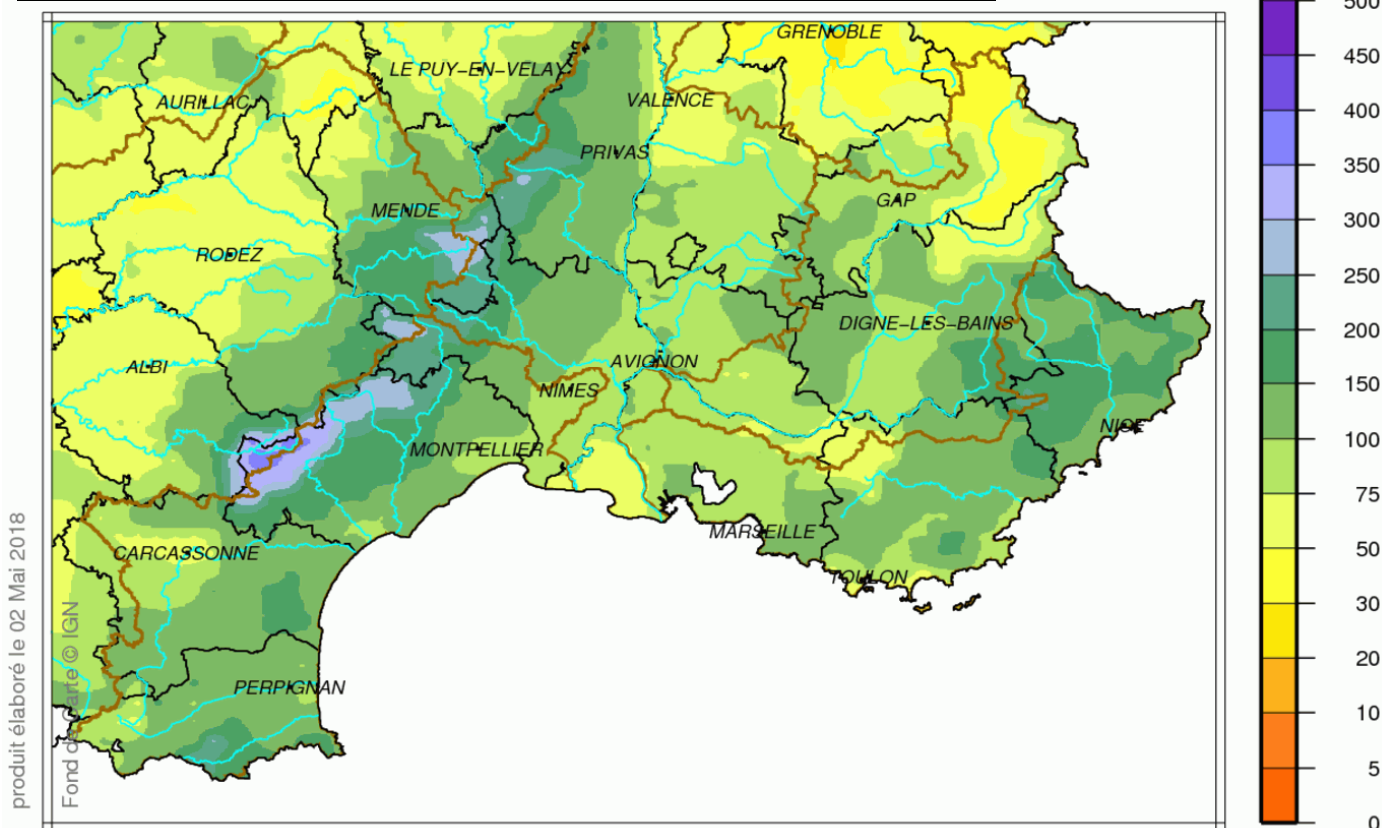 GRENOBLE
LE PUY-EN-VELAY
AURILLAC
VALENCE
PRIVAS
MENDE
GAP
RODEZ
DIGNE-LES-BAINS
ALBI
AVIGNON
NIMES
NICE
MONTPELLIER
MARSEILLE
CARCASSONNE
TOULON
PERPIGNAN
500
450
400
350
300
250
200
150
100
75
50
30
20
10
5
0
produit élaboré le 02 Mai 2018
Fond de carte © IGN